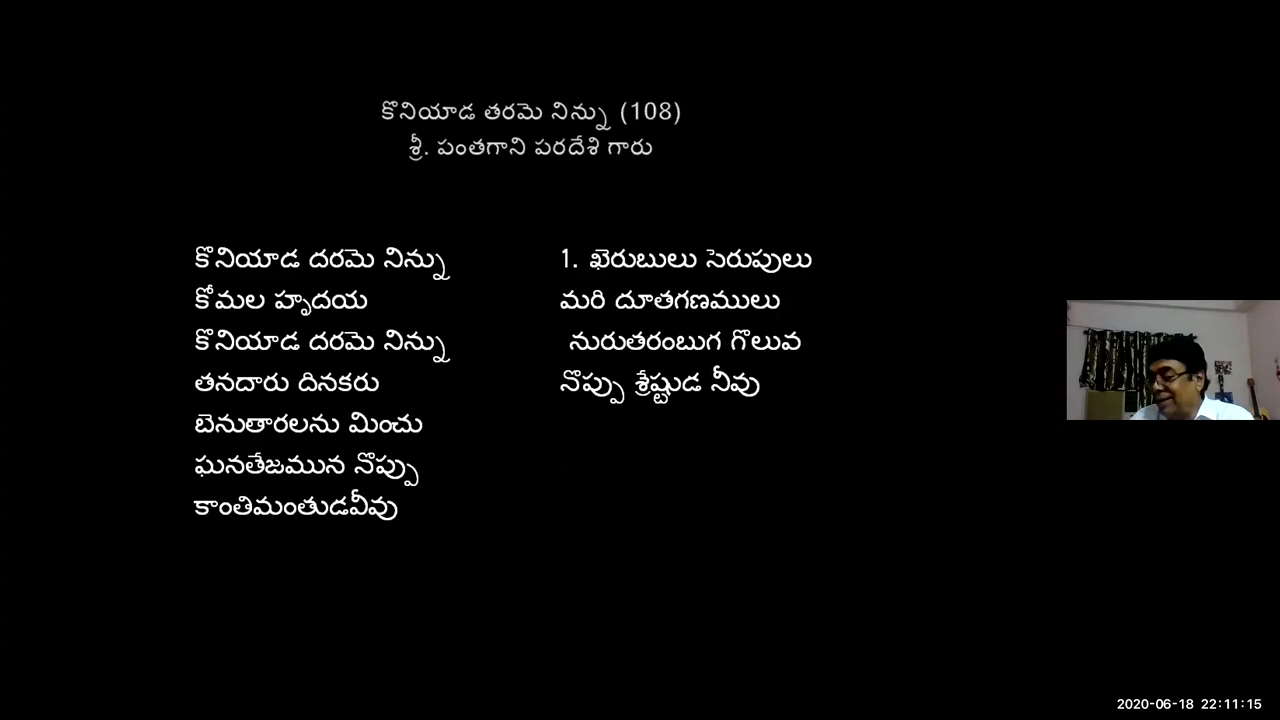 కొనియాడ తరమె నిన్ను (108)
శ్రీ. పంతగాని పరదేశి గారు
కొనియాడ దరమె నిన్ను
కోమల హృదయ
కొనియాడ దరమె నిన్ను
తనదారు దినకరు
బెనుతారలను మించు
ఘనతేజమున నొప్పు
కాంతిమంతుడవీవు
1. ఖెరుబులు సెరుపులు
మరి దూతగణములు
నురుతరంబుగ గొలువ
నొప్పు శ్రేష్టుడ నీవు
2020-06-18 22:11:15